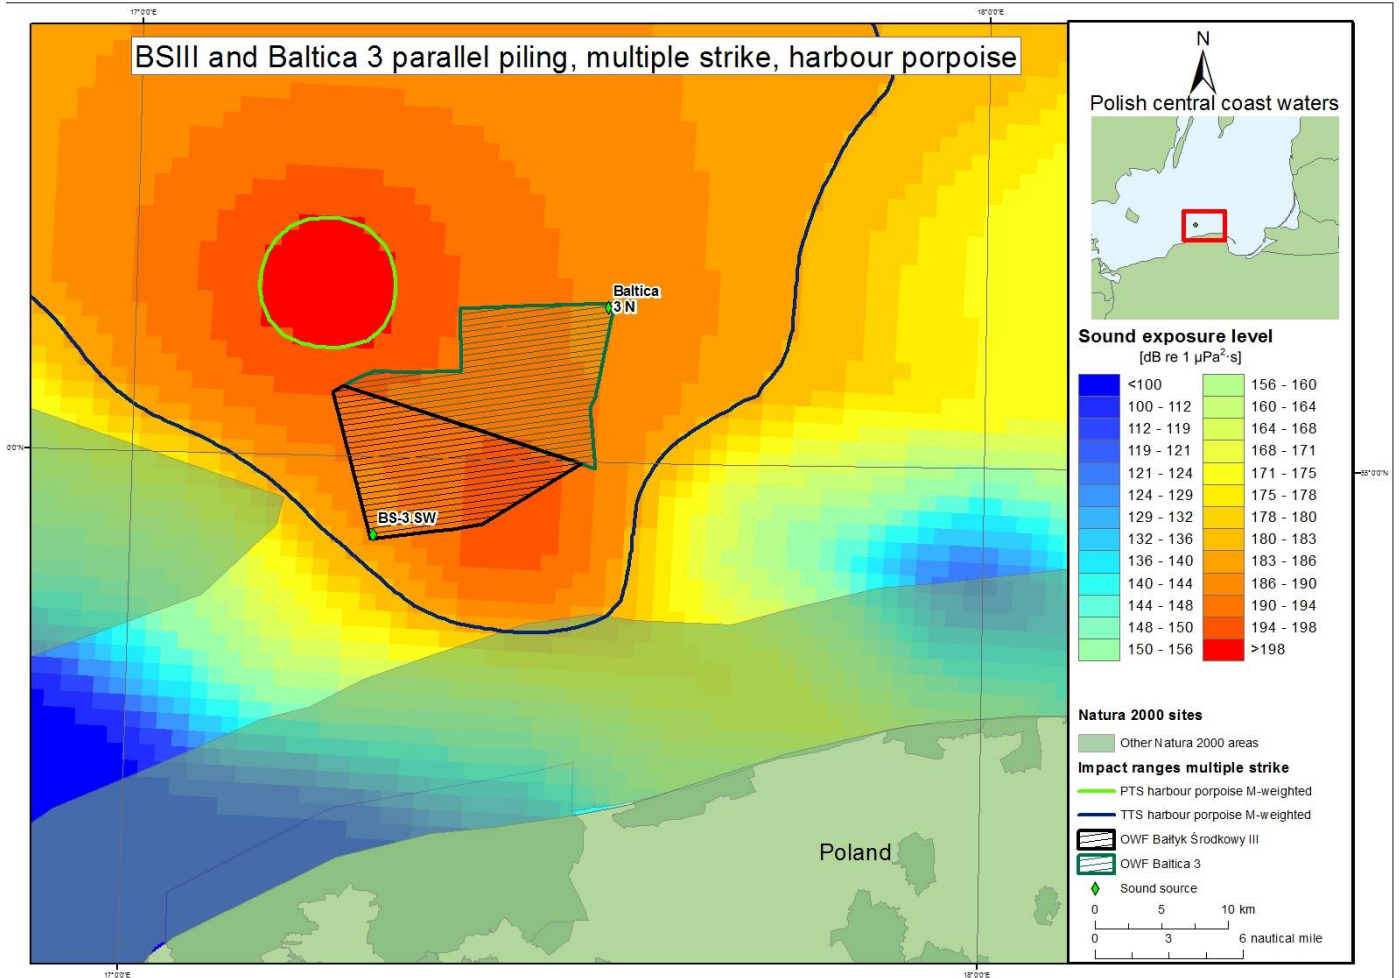 17°0'0"E
18°0'0"E
BSIII and Baltica 3 parallel piling, multiple strike, harbour porpoise
N
Polish central coast waters
Baltica
3 N
Sound exposure level
[dB re 1 µPa²·s]
<100
100 - 112
112 - 119
119 - 121
121 - 124
124 - 129
129 - 132
132 - 136
136 - 140
140 - 144
144 - 148
148 - 150
150 - 156
156 - 160
160 - 164
164 - 168
168 - 171
171 - 175
175 - 178
178 - 180
180 - 183
183 - 186
186 - 190
190 - 194
194 - 198
>198
0'0"N
55°0'0"N
BS-3 SW
Natura 2000 sites
Other Natura 2000 areas
Impact ranges multiple strike
PTS harbour porpoise M-weighted
TTS harbour porpoise M-weighted
OWF Bałtyk Środkowy III
OWF Baltica 3
Sound source
0 5 10 km
0 3 6 nautical mile
Poland
17°0'0"E
18°0'0"E